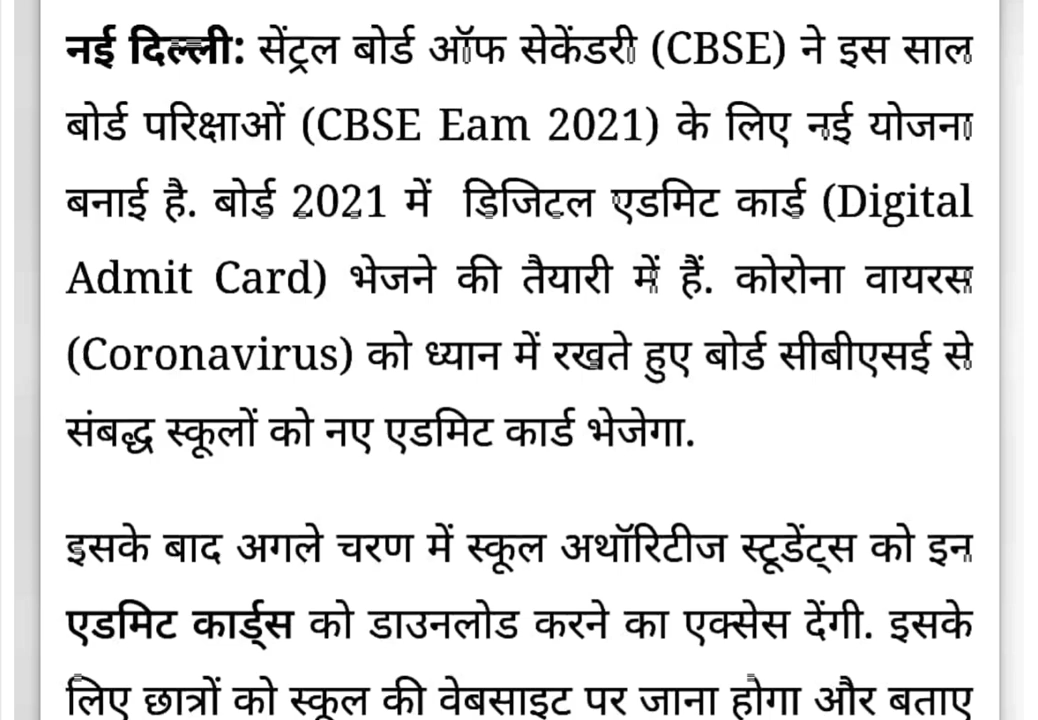 नई दिल्ली: सेंट्रल बोर्ड ऑफ सेकेंडरी (CBSE) ने इस साल
बोर्ड परिक्षाओं (CBSE Eam 2021) के लिए नई योजना
बनाई है. बोर्ड 2021 में डिजिटल एडमिट कार्ड (Digital
Admit Card) भेजने की तैयारी में हैं. कोरोना वायरस
(Coronavirus) को ध्यान में रखते हुए बोर्ड सीबीएसई से
संबद्ध स्कूलों को नए एडमिट कार्ड भेजेगा.
इसके बाद अगले चरण में स्कूल अथॉरिटीज स्टूडेंट्स को इन
एडमिट कार्ड्स को डाउनलोड करने का एक्सेस देंगी. इसके
लिए छात्रों को स्कूल की वेबसाइट पर जाना होगा और बताए